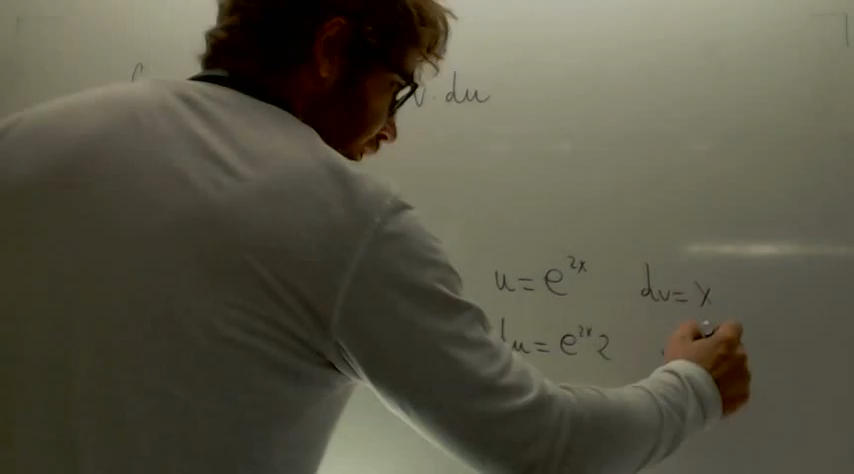 v · du
u = e^{2x} dv = x
du = e^{2x} 2